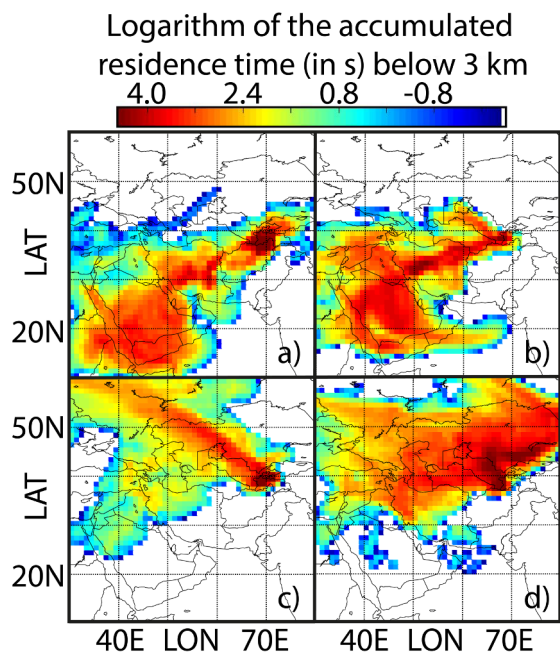 Logarithm of the accumulated
residence time (in s) below 3 km
4.0 2.4 0.8 -0.8
50N
LAT
20N
a) b)
50N
LAT
20N
c) d)
40E LON 70E 40E LON 70E